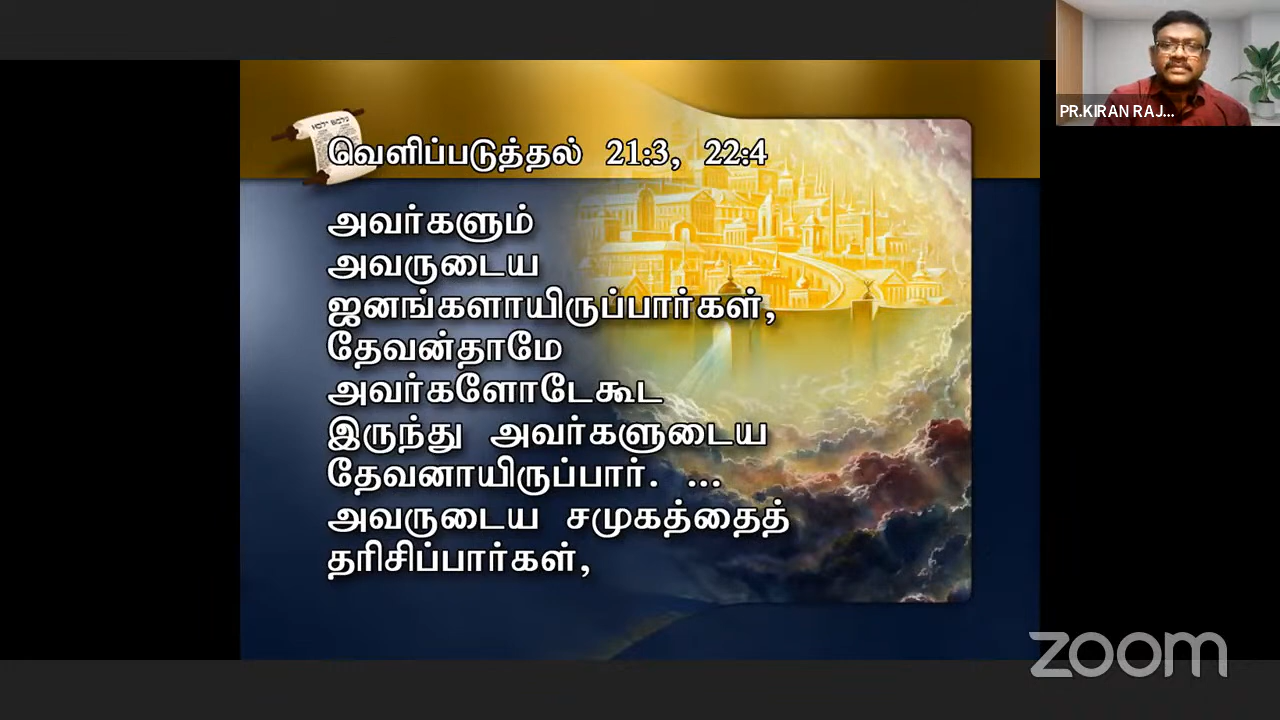 PR.KIRAN RAJ...
வெளிப்படுத்தல் 21:3, 22:4
அவர்களும்
அவருடைய
ஜனங்களாயிருப்பார்கள்,
தேவன்தாமே
அவர்களோடேகூட
இருந்து அவர்களுடைய
தேவனாயிருப்பார். ...
அவருடைய சமுகத்தைத்
தரிசிப்பார்கள்,
zoom